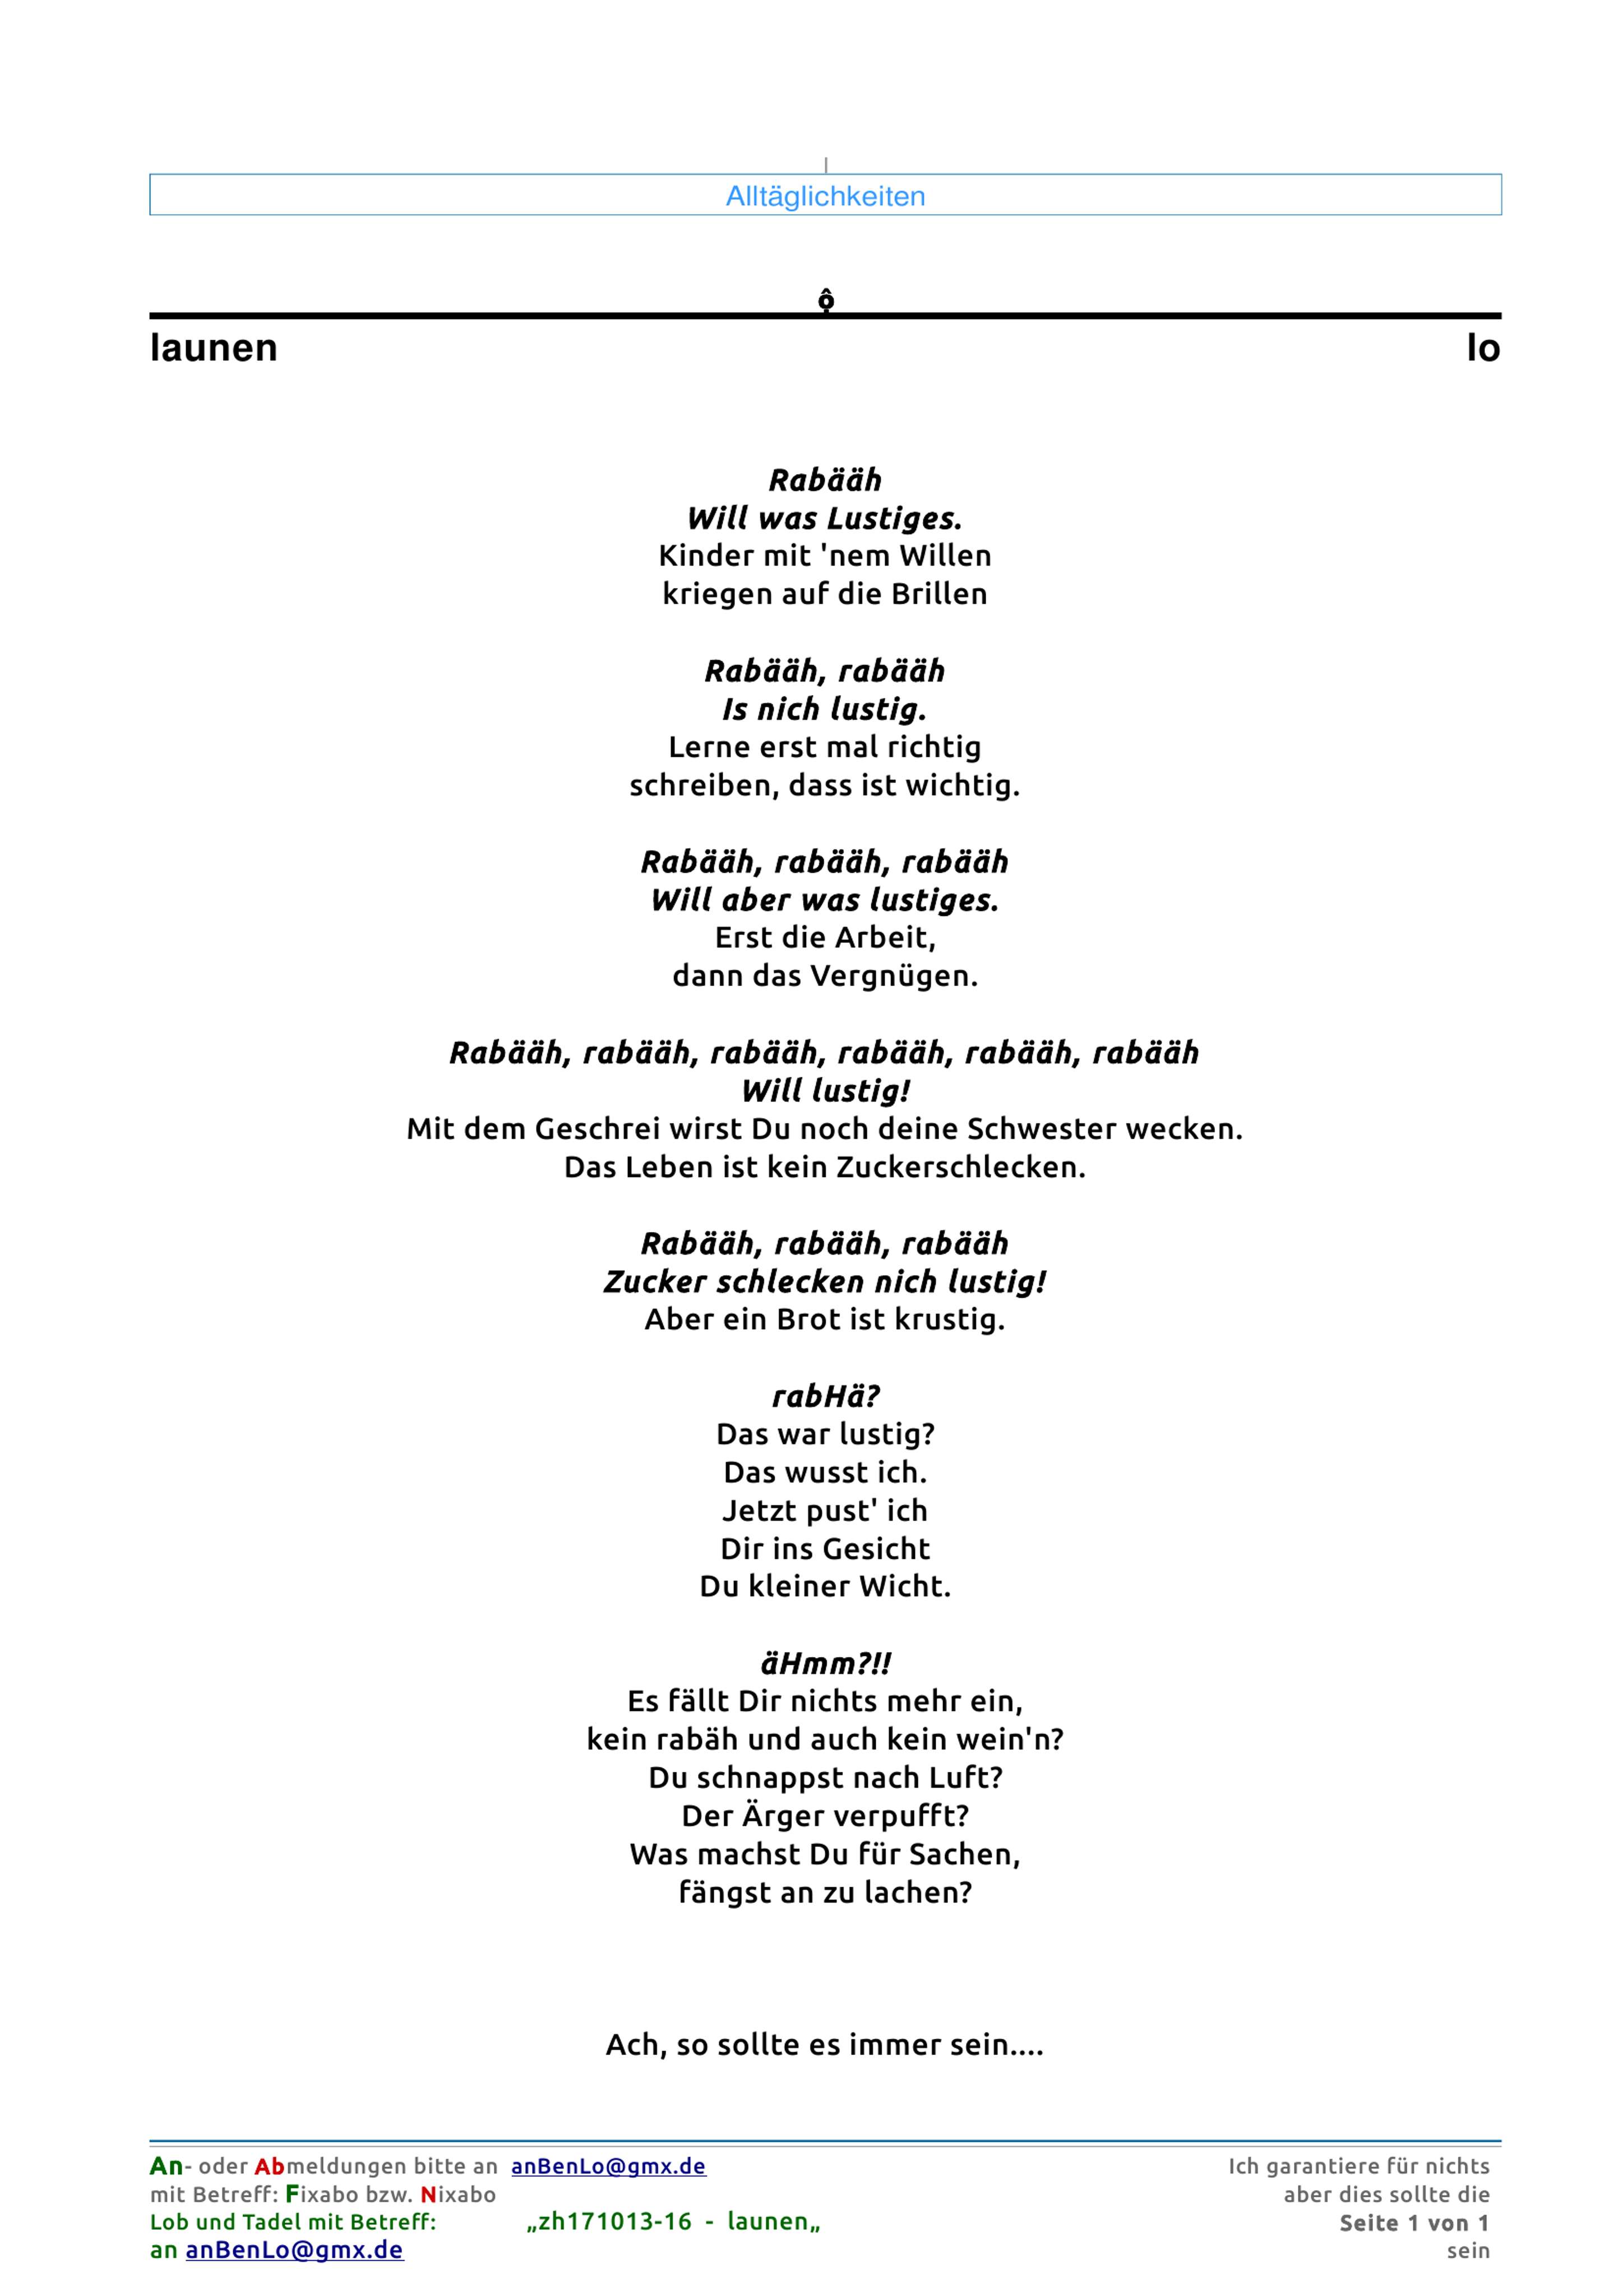 Alltäglichkeiten
ộ
launen lo
Rabääh
Will was Lustiges.
Kinder mit 'nem Willen
kriegen auf die Brillen
Rabääh, rabääh
Is nich lustig.
Lerne erst mal richtig
schreiben, dass ist wichtig.
Rabääh, rabääh, rabääh
Will aber was lustiges.
Erst die Arbeit,
dann das Vergnügen.
Rabääh, rabääh, rabääh, rabääh, rabääh, rabääh
Will lustig!
Mit dem Geschrei wirst Du noch deine Schwester wecken.
Das Leben ist kein Zuckerschlecken.
Rabääh, rabääh, rabääh
Zucker schlecken nich lustig!
Aber ein Brot ist krustig.
rabHä?
Das war lustig?
Das wusst ich.
Jetzt pust' ich
Dir ins Gesicht
Du kleiner Wicht.
äHmm?!!
Es fällt Dir nichts mehr ein,
kein rabäh und auch kein wein'n?
Du schnappst nach Luft?
Der Ärger verpufft?
Was machst Du für Sachen,
fängst an zu lachen?
Ach, so sollte es immer sein....
An- oder Abmeldungen bitte an anBenLo@gmx.de
mit Betreff: Fixabo bzw. Nixabo
Lob und Tadel mit Betreff: „zh171013-16 - launen„
an anBenLo@gmx.de
Ich garantiere für nichts
aber dies sollte die
Seite 1 von 1
sein